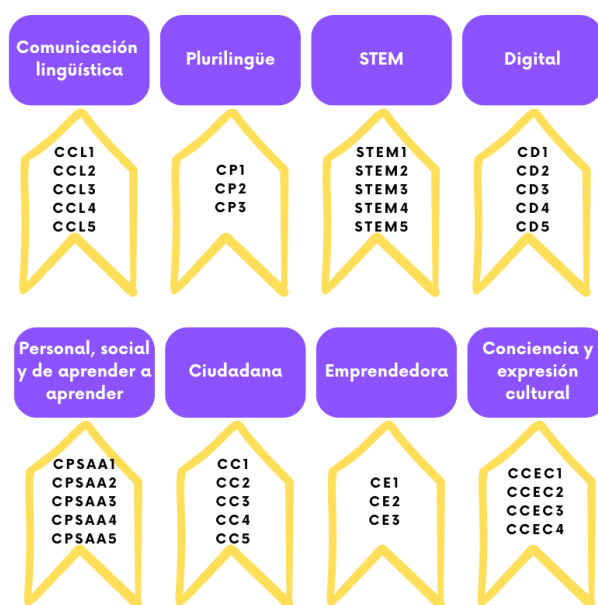 Comunicación
lingüística
Plurilingüe
STEM
Digital
CCL1
CCL2
CCL3
CCL4
CCL5
CP1
CP2
CP3
STEM1
STEM2
STEM3
STEM4
STEM5
CD1
CD2
CD3
CD4
CD5
Personal, social
y de aprender a
aprender
Ciudadana
Emprendedora
Conciencia y
expresión
cultural
CPSAA1
CPSAA2
CPSAA3
CPSAA4
CPSAA5
CC1
CC2
CC3
CC4
CC5
CE1
CE2
CE3
CCEC1
CCEC2
CCEC3
CCEC4